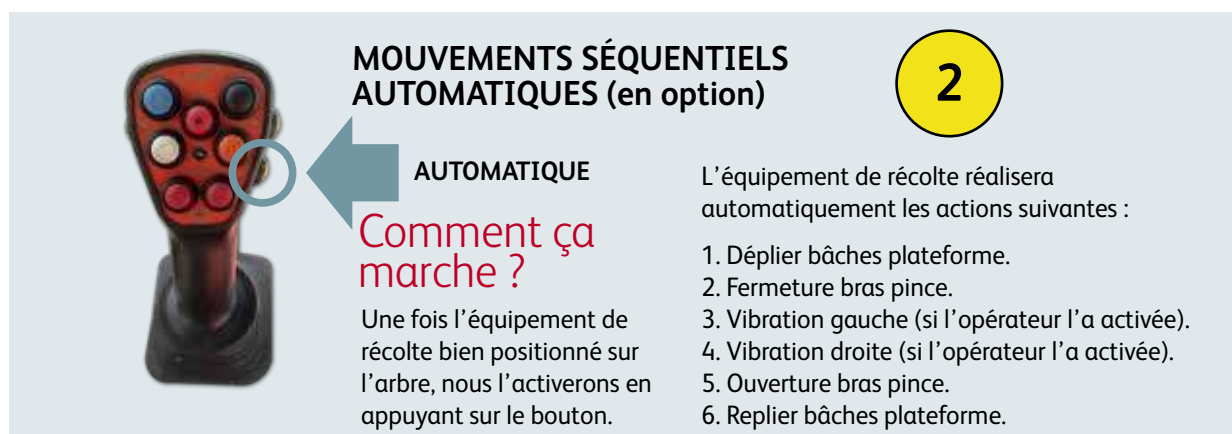 MOUVEMENTS SÉQUENTIELS
AUTOMATIQUES (en option)
2
AUTOMATIQUE
Comment ça
marche ?
Une fois l'équipement de
récolte bien positionné sur
l'arbre, nous l'activerons en
appuyant sur le bouton.
L'équipement de récolte réalisera
automatiquement les actions suivantes :
1. Déplier bâches plateforme.
2. Fermeture bras pince.
3. Vibration gauche (si l'opérateur l'a activée).
4. Vibration droite (si l'opérateur l'a activée).
5. Ouverture bras pince.
6. Replier bâches plateforme.